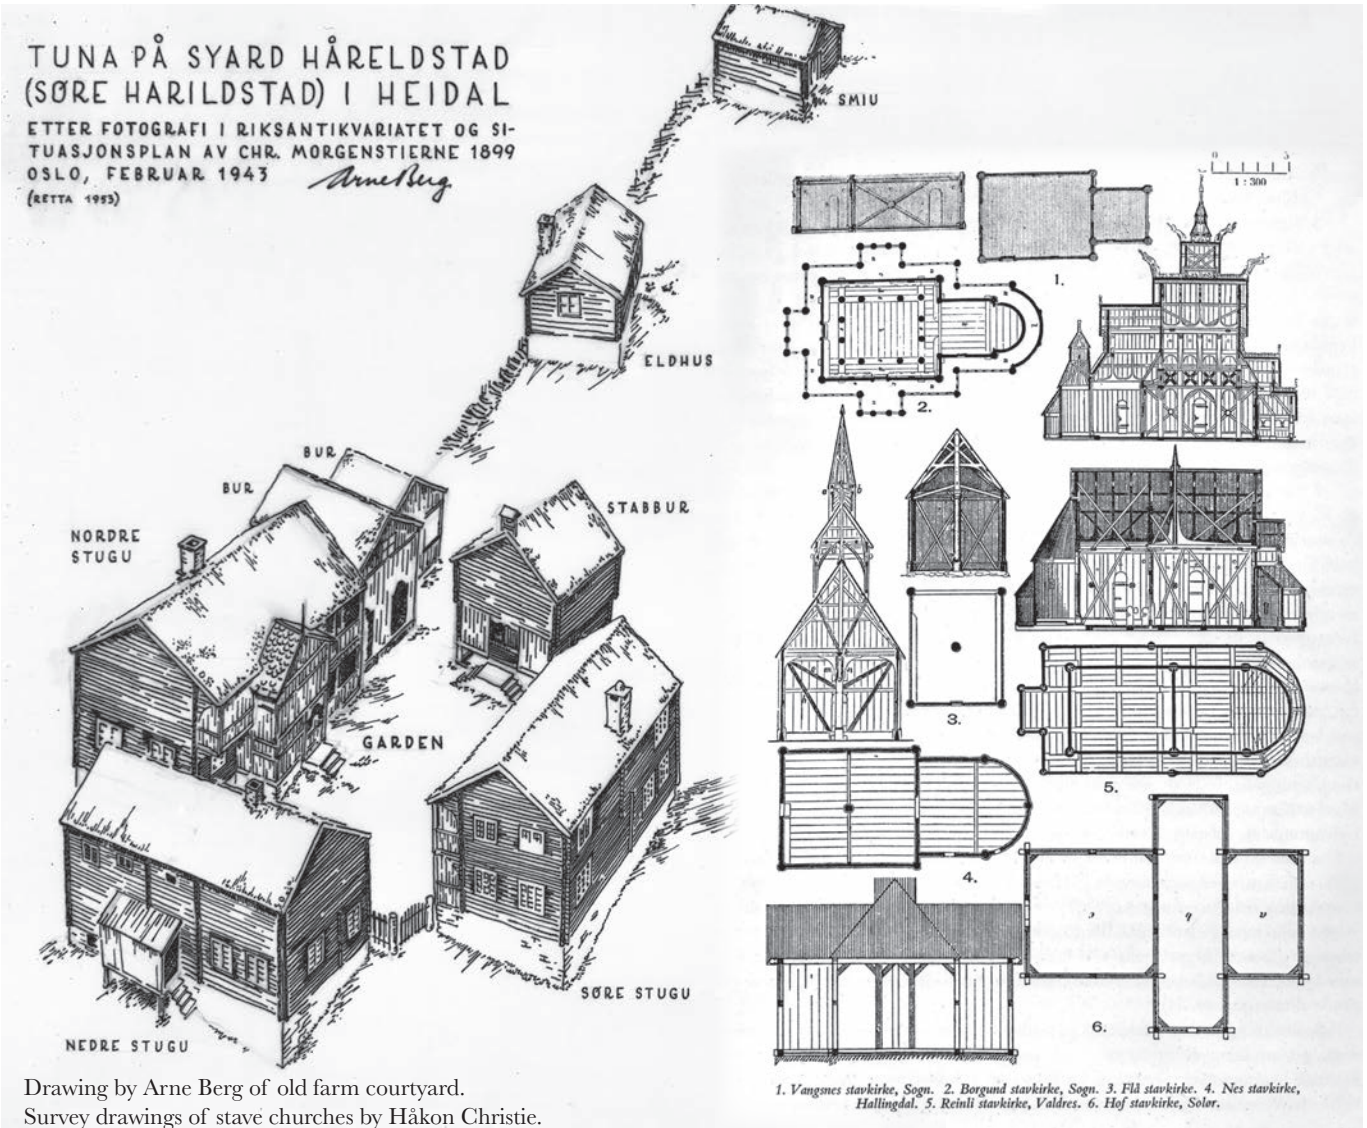 TUNA PÅ SYARD HÅRELDSTAD
(SØRE HARILDSTAD) I HEIDAL
ETTER FOTOGRAFI I RIKSANTIKVARIATET OG SI-
TUASJONSPLAN AV CHR. MORGENSTIERNE 1899
OSLO, FEBRUAR 1943 Arne Berg
(RETTA 1953)
SMIU
ELDHUS
BUR
BUR
STABBUR
NORDRE
STUGU
GARDEN
SØRE STUGU
NEDRE STUGU
Drawing by Arne Berg of old farm courtyard.
Survey drawings of stave churches by Håkon Christie.
0 5
1 : 300
1.
2.
3.
4.
5.
6.
1. Vangsnes stavkirke, Sogn. 2. Borgund stavkirke, Sogn. 3. Flå stavkirke. 4. Nes stavkirke,
Hallingdal. 5. Reinli stavkirke, Valdres. 6. Hof stavkirke, Solør.